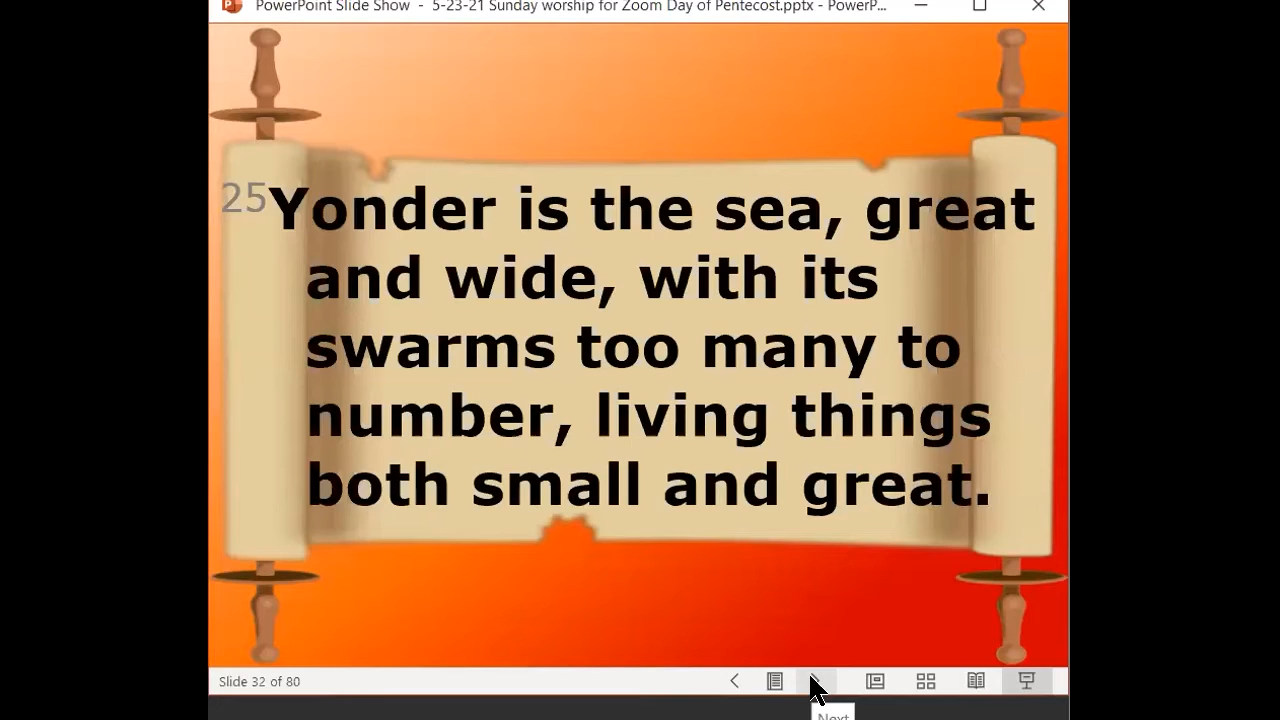 PowerPoint Slide Show - 5-23-21 Sunday worship for Zoom Day of Pentecost.pptx - PowerP...
25Yonder is the sea, great
and wide, with its
swarms too many to
number, living things
both small and great.
Slide 32 of 80
Next